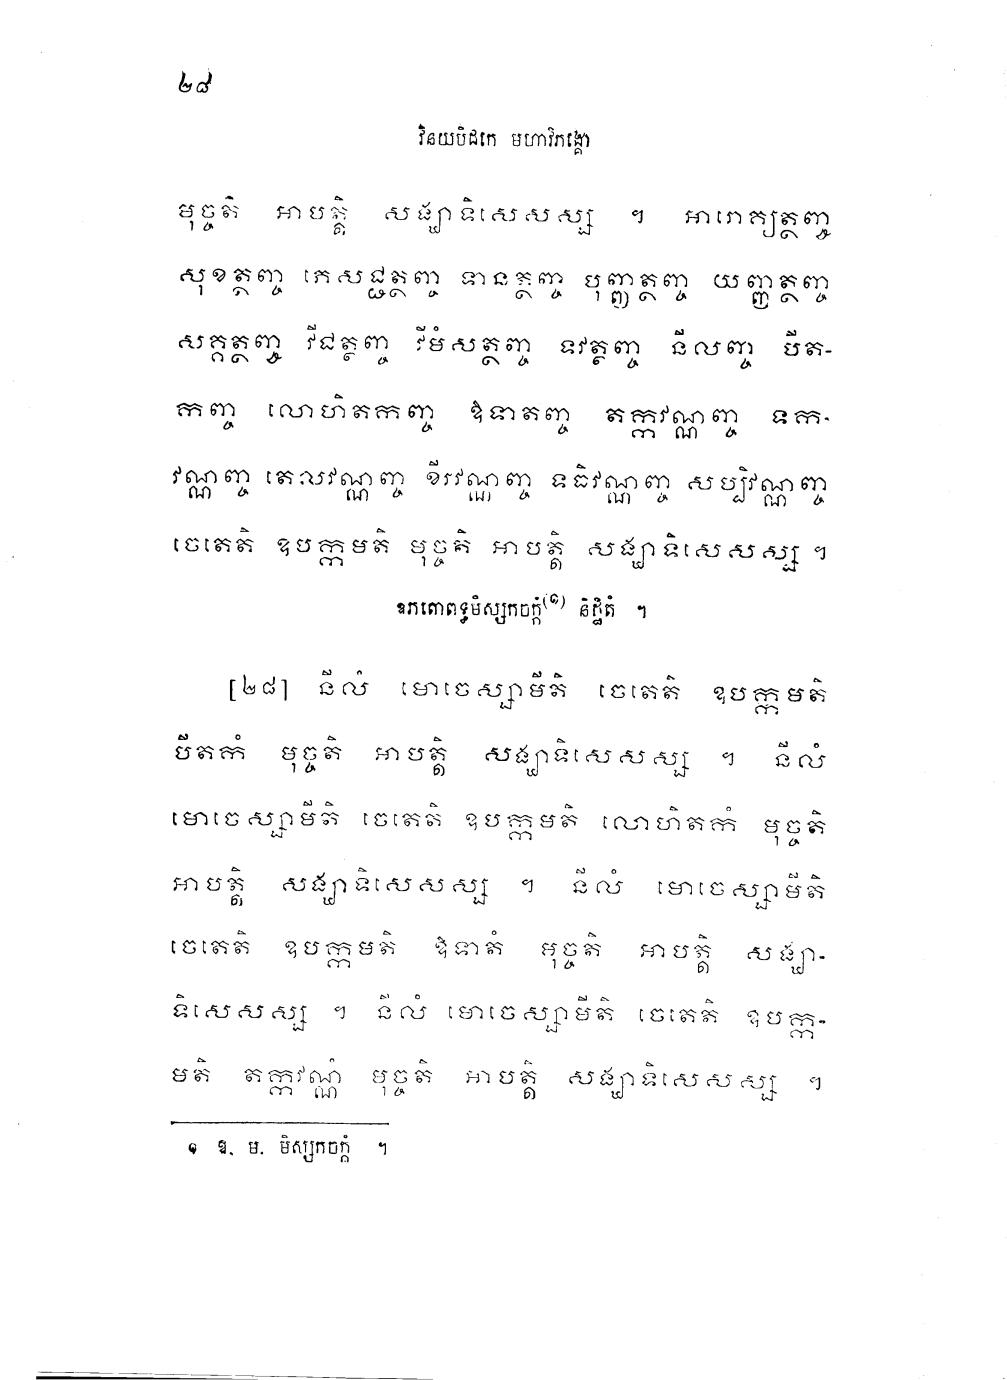 ២៨
វិនយបិដកេ មហាវិភង្គោ
មុច្ចតិ អាបត្តិ សង្ឃាទិសេសស្ស ។ អារោគ្យត្ថញ្ច
សុខត្ថញ្ច ភេសជ្ជត្ថញ្ច ទានត្ថញ្ច បុញ្ញត្ថញ្ច យញ្ញត្ថញ្ច
សគ្គត្ថញ្ច វីជត្ថញ្ច វីមំសត្ថញ្ច ទវត្ថញ្ច នីលញ្ច បីត-
កញ្ច លោហិតកញ្ច ឱទាតញ្ច តក្កវណ្ណញ្ច ទក-
វណ្ណញ្ច តេលវណ្ណញ្ច ខីរវណ្ណញ្ច ទធិវណ្ណញ្ច សប្បិវណ្ណញ្ច
ចេតេតិ ឧបក្កមតិ មុច្ចតិ អាបត្តិ សង្ឃាទិសេសស្ស ។
ឧភតោពទ្ធមិស្សកចក្កំ(១) និដ្ឋិតំ ។
[២៨] នីលំ មោចេស្សាមីតិ ចេតេតិ ឧបក្កមតិ
បីតកំ មុច្ចតិ អាបត្តិ សង្ឃាទិសេសស្ស ។ នីលំ
មោចេស្សាមីតិ ចេតេតិ ឧបក្កមតិ លោហិតកំ មុច្ចតិ
អាបត្តិ សង្ឃាទិសេសស្ស ។ នីលំ មោចេស្សាមីតិ
ចេតេតិ ឧបក្កមតិ ឱទាតំ មុច្ចតិ អាបត្តិ សង្ឃា-
ទិសេសស្ស ។ នីលំ មោចេស្សាមីតិ ចេតេតិ ឧបក្ក-
មតិ តក្កវណ្ណំ មុច្ចតិ អាបត្តិ សង្ឃាទិសេសស្ស ។
១ ឱ. ម. មិស្សកចក្កំ ។